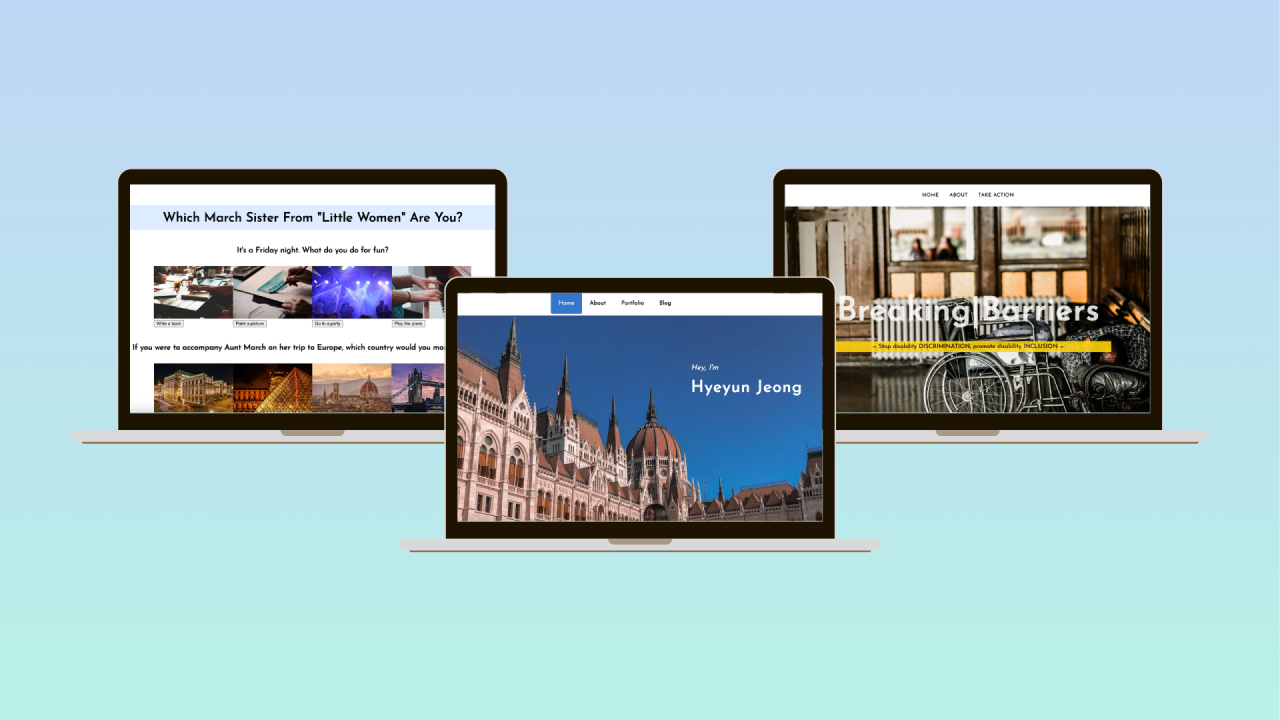 Which March Sister From "Little Women" Are You?
It's a Friday night. What do you do for fun?
Write a book
Paint a picture
Go to a party
Play the piano
If you were to accompany Aunt March on her trip to Europe, which country would you
Home About Portfolio Blog
Hey, I'm
Hyeyun Jeong
HOME ABOUT TAKE ACTION
Breaking|Barriers
~ Stop disability DISCRIMINATION, promote disability INCLUSION ~